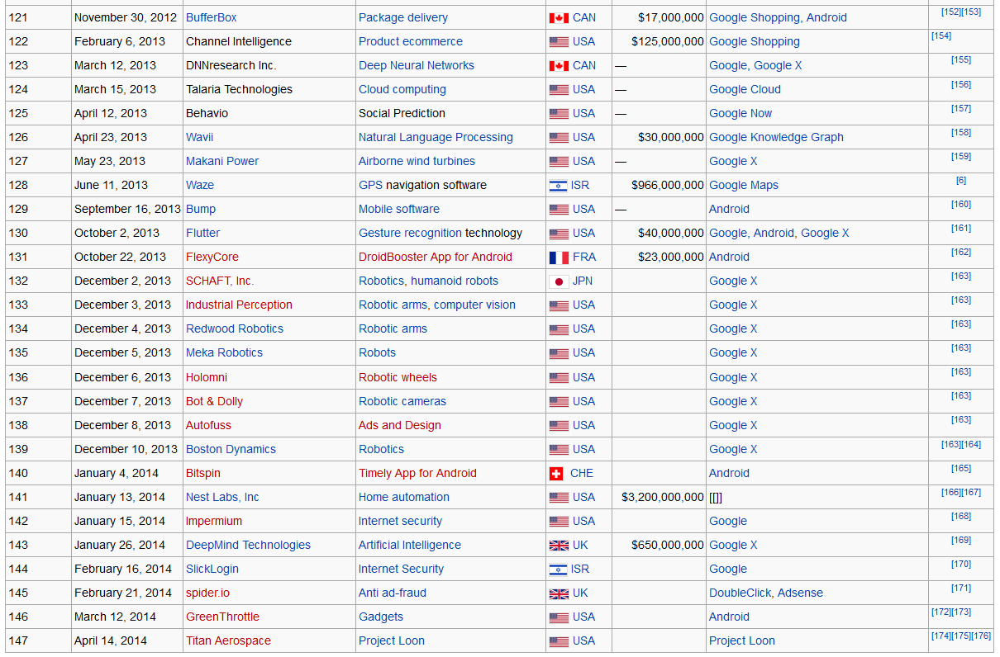 121 November 30, 2012 BufferBox Package delivery CAN $17,000,000 Google Shopping, Android [152][153]
122 February 6, 2013 Channel Intelligence Product ecommerce USA $125,000,000 Google Shopping [154]
123 March 12, 2013 DNNresearch Inc. Deep Neural Networks CAN — Google, Google X [155]
124 March 15, 2013 Talaria Technologies Cloud computing USA — Google Cloud [156]
125 April 12, 2013 Behavio Social Prediction USA — Google Now [157]
126 April 23, 2013 Wavii Natural Language Processing USA $30,000,000 Google Knowledge Graph [158]
127 May 23, 2013 Makani Power Airborne wind turbines USA — Google X [159]
128 June 11, 2013 Waze GPS navigation software ISR $966,000,000 Google Maps [6]
129 September 16, 2013 Bump Mobile software USA — Android [160]
130 October 2, 2013 Flutter Gesture recognition technology USA $40,000,000 Google, Android, Google X [161]
131 October 22, 2013 FlexyCore DroidBooster App for Android FRA $23,000,000 Android [162]
132 December 2, 2013 SCHAFT, Inc. Robotics, humanoid robots JPN Google X [163]
133 December 3, 2013 Industrial Perception Robotic arms, computer vision USA Google X [163]
134 December 4, 2013 Redwood Robotics Robotic arms USA Google X [163]
135 December 5, 2013 Meka Robotics Robots USA Google X [163]
136 December 6, 2013 Holomni Robotic wheels USA Google X [163]
137 December 7, 2013 Bot & Dolly Robotic cameras USA Google X [163]
138 December 8, 2013 Autofuss Ads and Design USA Google X [163]
139 December 10, 2013 Boston Dynamics Robotics USA Google X [163][164]
140 January 4, 2014 Bitspin Timely App for Android CHE Android [165]
141 January 13, 2014 Nest Labs, Inc Home automation USA $3,200,000,000 [[]] [166][167]
142 January 15, 2014 Impermium Internet security USA Google [168]
143 January 26, 2014 DeepMind Technologies Artificial Intelligence UK $650,000,000 Google X [169]
144 February 16, 2014 SlickLogin Internet Security ISR Google [170]
145 February 21, 2014 spider.io Anti ad-fraud UK DoubleClick, Adsense [171]
146 March 12, 2014 GreenThrottle Gadgets USA Android [172][173]
147 April 14, 2014 Titan Aerospace Project Loon USA Project Loon [174][175][176]